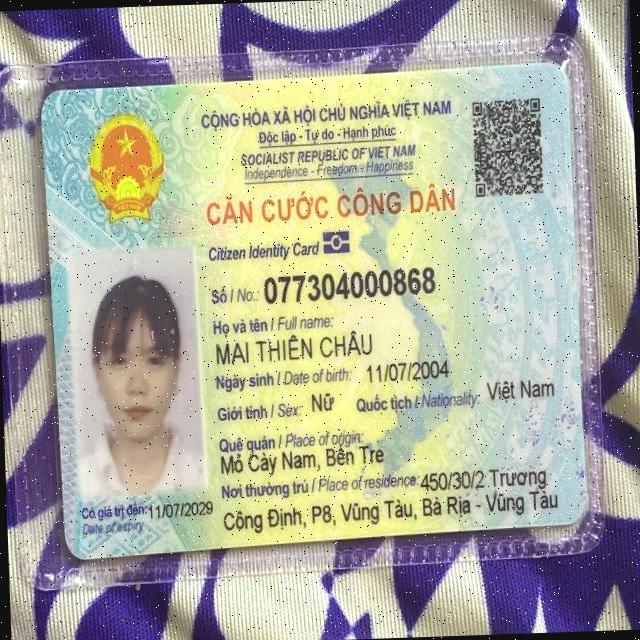 CỘNG HÒA XÃ HỘI CHỦ NGHĨA VIỆT NAM
Độc lập - Tự do - Hạnh phúc
SOCIALIST REPUBLIC OF VIET NAM
Independence - Freedom - Happiness
CĂN CƯỚC CÔNG DÂN
Citizen Identity Card
Số / No.: 077304000868
Họ và tên / Full name:
MAI THIÊN CHÂU
Ngày sinh / Date of birth: 11/07/2004
Giới tính / Sex: Nữ Quốc tịch / Nationality: Việt Nam
Quê quán / Place of origin:
Mỏ Cày Nam, Bến Tre
Nơi thường trú / Place of residence: 450/30/2 Trương
Công Định, P8, Vũng Tàu, Bà Rịa - Vũng Tàu
Có giá trị đến: 11/07/2029
Date of expiry